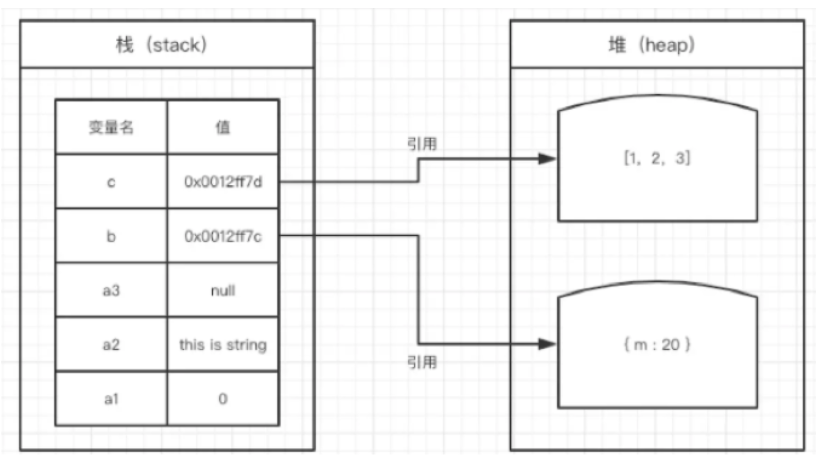 栈（stack）
变量名 值
c 0x0012ff7d
b 0x0012ff7c
a3 null
a2 this is string
a1 0
引用
引用
堆（heap）
[1, 2, 3]
{ m : 20 }